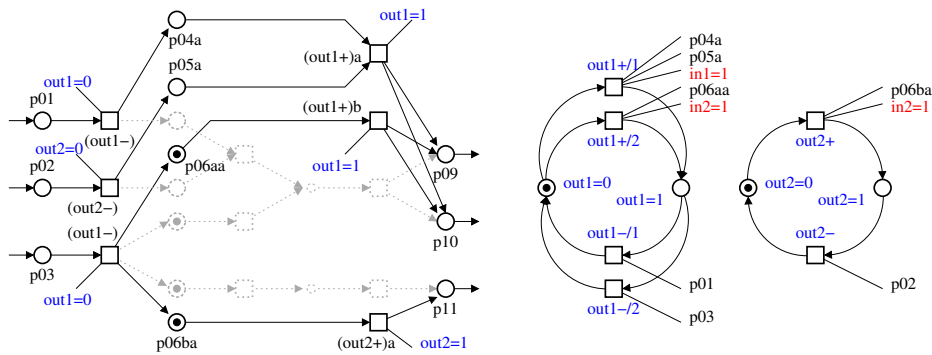 out1=1
p04a
p05a
(out1+)a
out1=0
p01
(out1−)
(out1+)b
out2=0
p02
p06aa
out1=1
p09
(out2−)
(out1−)
p10
p03
out1=0
p11
p06ba
(out2+)a
out2=1
p04a
p05a
out1+/1
in1=1
p06aa
in2=1
out1+/2
out1=0
out1=1
out1−/1
p01
out1−/2
p03
p06ba
in2=1
out2+
out2=0
out2=1
out2−
p02